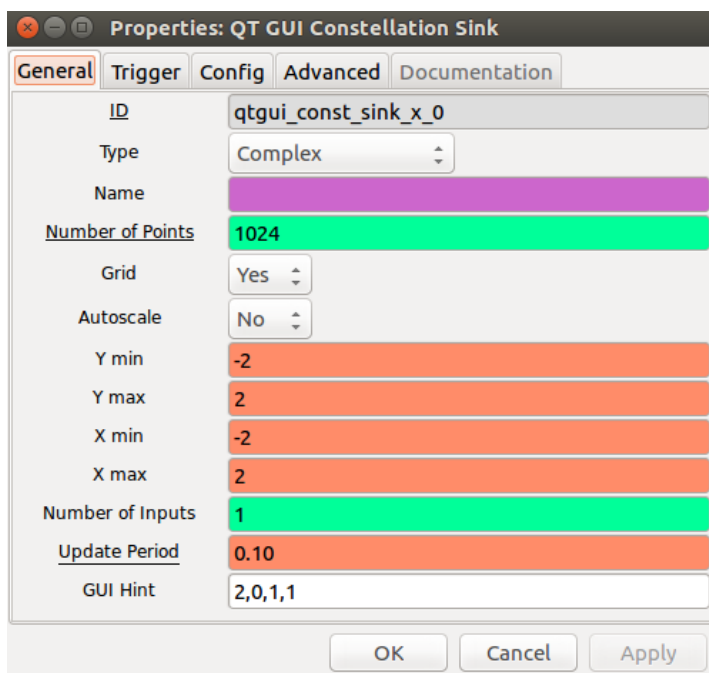 Properties: QT GUI Constellation Sink
General Trigger Config Advanced Documentation
ID qtgui_const_sink_x_0
Type Complex
Name
Number of Points 1024
Grid Yes
Autoscale No
Y min -2
Y max 2
X min -2
X max 2
Number of Inputs 1
Update Period 0.10
GUI Hint 2,0,1,1
OK Cancel Apply